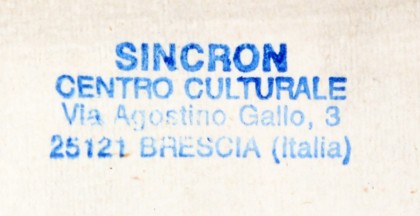 SINCRON
CENTRO CULTURALE
Via Agostino Gallo, 3
25121 BRESCIA (Italia)